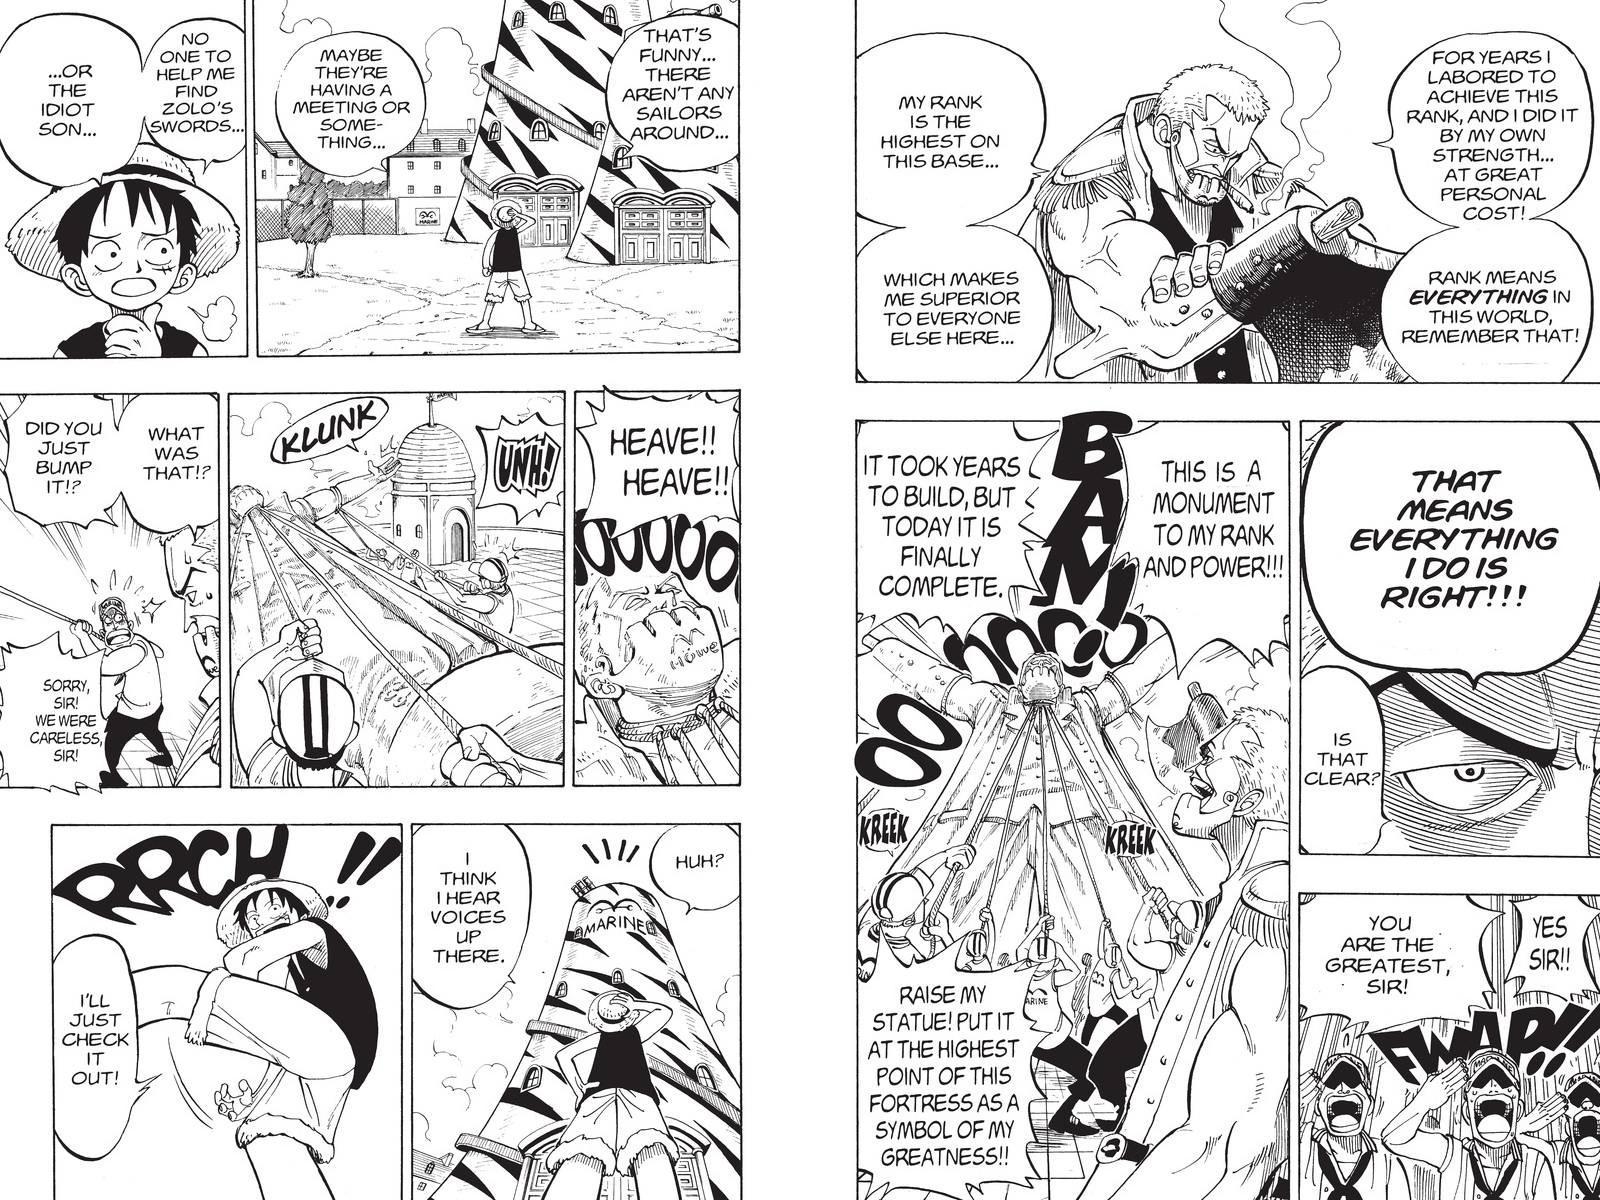 FOR YEARS I
LABORED TO
ACHIEVE THIS
RANK, AND I DID IT
BY MY OWN
STRENGTH...
AT GREAT
PERSONAL
COST!
RANK MEANS
EVERYTHING IN
THIS WORLD,
REMEMBER THAT!
MY RANK
IS THE
HIGHEST ON
THIS BASE...
WHICH MAKES
ME SUPERIOR
TO EVERYONE
ELSE HERE...
THAT
MEANS
EVERYTHING
I DO IS
RIGHT!!!
IS
THAT
CLEAR?
YES
SIR!!
YOU
ARE THE
GREATEST,
SIR!
FWAP!!
THIS IS A
MONUMENT
TO MY RANK
AND POWER!!!
BAM!
IT TOOK YEARS
TO BUILD, BUT
TODAY IT IS
FINALLY
COMPLETE.
OOOOO
OO
KREEK
KREEK
MARINE
RAISE MY
STATUE! PUT IT
AT THE HIGHEST
POINT OF THIS
FORTRESS AS A
SYMBOL OF MY
GREATNESS!!
THAT'S
FUNNY...
THERE
AREN'T ANY
SAILORS
AROUND...
MAYBE
THEY'RE
HAVING A
MEETING OR
SOME-
THING...
MARINE
NO
ONE TO
HELP ME
FIND
ZOLO'S
SWORDS...
...OR
THE
IDIOT
SON...
HEAVE!!
HEAVE!!
OOOOOO
Howe
UNH!
KLUNK
WHAT
WAS
THAT!?
DID YOU
JUST
BUMP
IT!?
SORRY,
SIR!
WE WERE
CARELESS,
SIR!
HUH?
MARINE
I
THINK
I HEAR
VOICES
UP
THERE.
RRCH!!
I'LL
JUST
CHECK
IT
OUT!